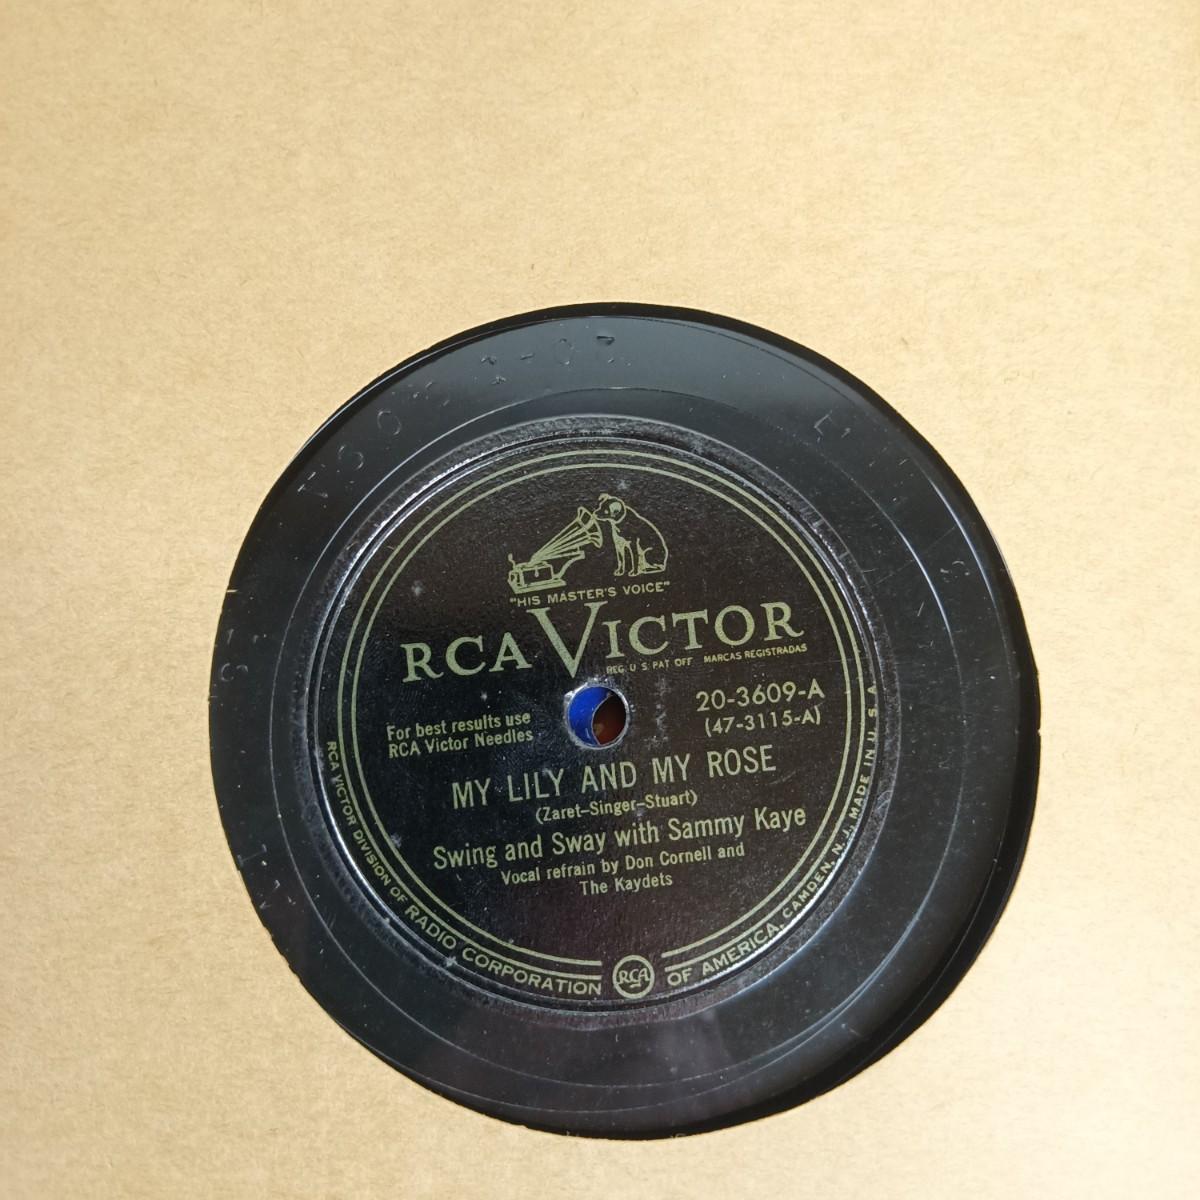 "HIS MASTER'S VOICE"
RCA VICTOR
REG. U S PAT OFF MARCAS REGISTRADAS
For best results use
RCA Victor Needles
20-3609-A
(47-3115-A)
MY LILY AND MY ROSE
(Zaret-Singer-Stuart)
Swing and Sway with Sammy Kaye
Vocal refrain by Don Cornell and
The Kaydets
RCA VICTOR DIVISION OF RADIO CORPORATION RCA OF AMERICA, CAMDEN, N. J., MADE IN U. S. A.